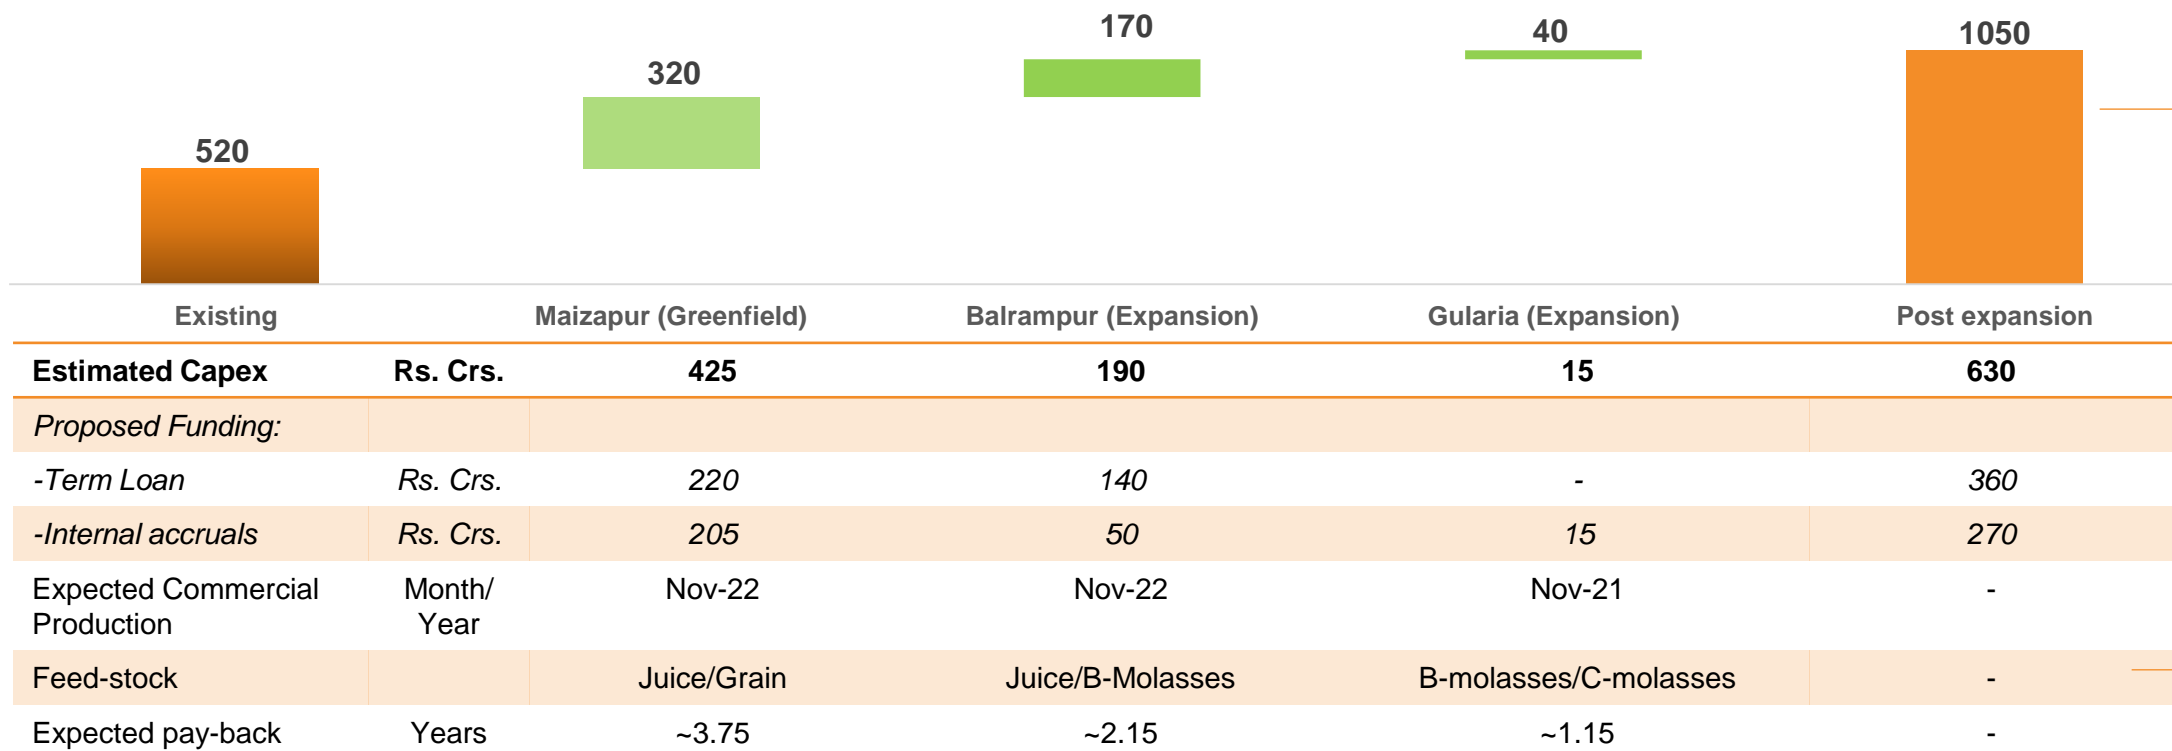 520 320 170 40 1050
Existing Maizapur (Greenfield) Balrampur (Expansion) Gularia (Expansion) Post expansion
Estimated Capex Rs. Crs. 425 190 15 630
Proposed Funding:
-Term Loan Rs. Crs. 220 140 - 360
-Internal accruals Rs. Crs. 205 50 15 270
Expected Commercial Month/ Nov-22 Nov-22 Nov-21 -
Production Year
Feed-stock Juice/Grain Juice/B-Molasses B-molasses/C-molasses -
Expected pay-back Years ~3.75 ~2.15 ~1.15 -